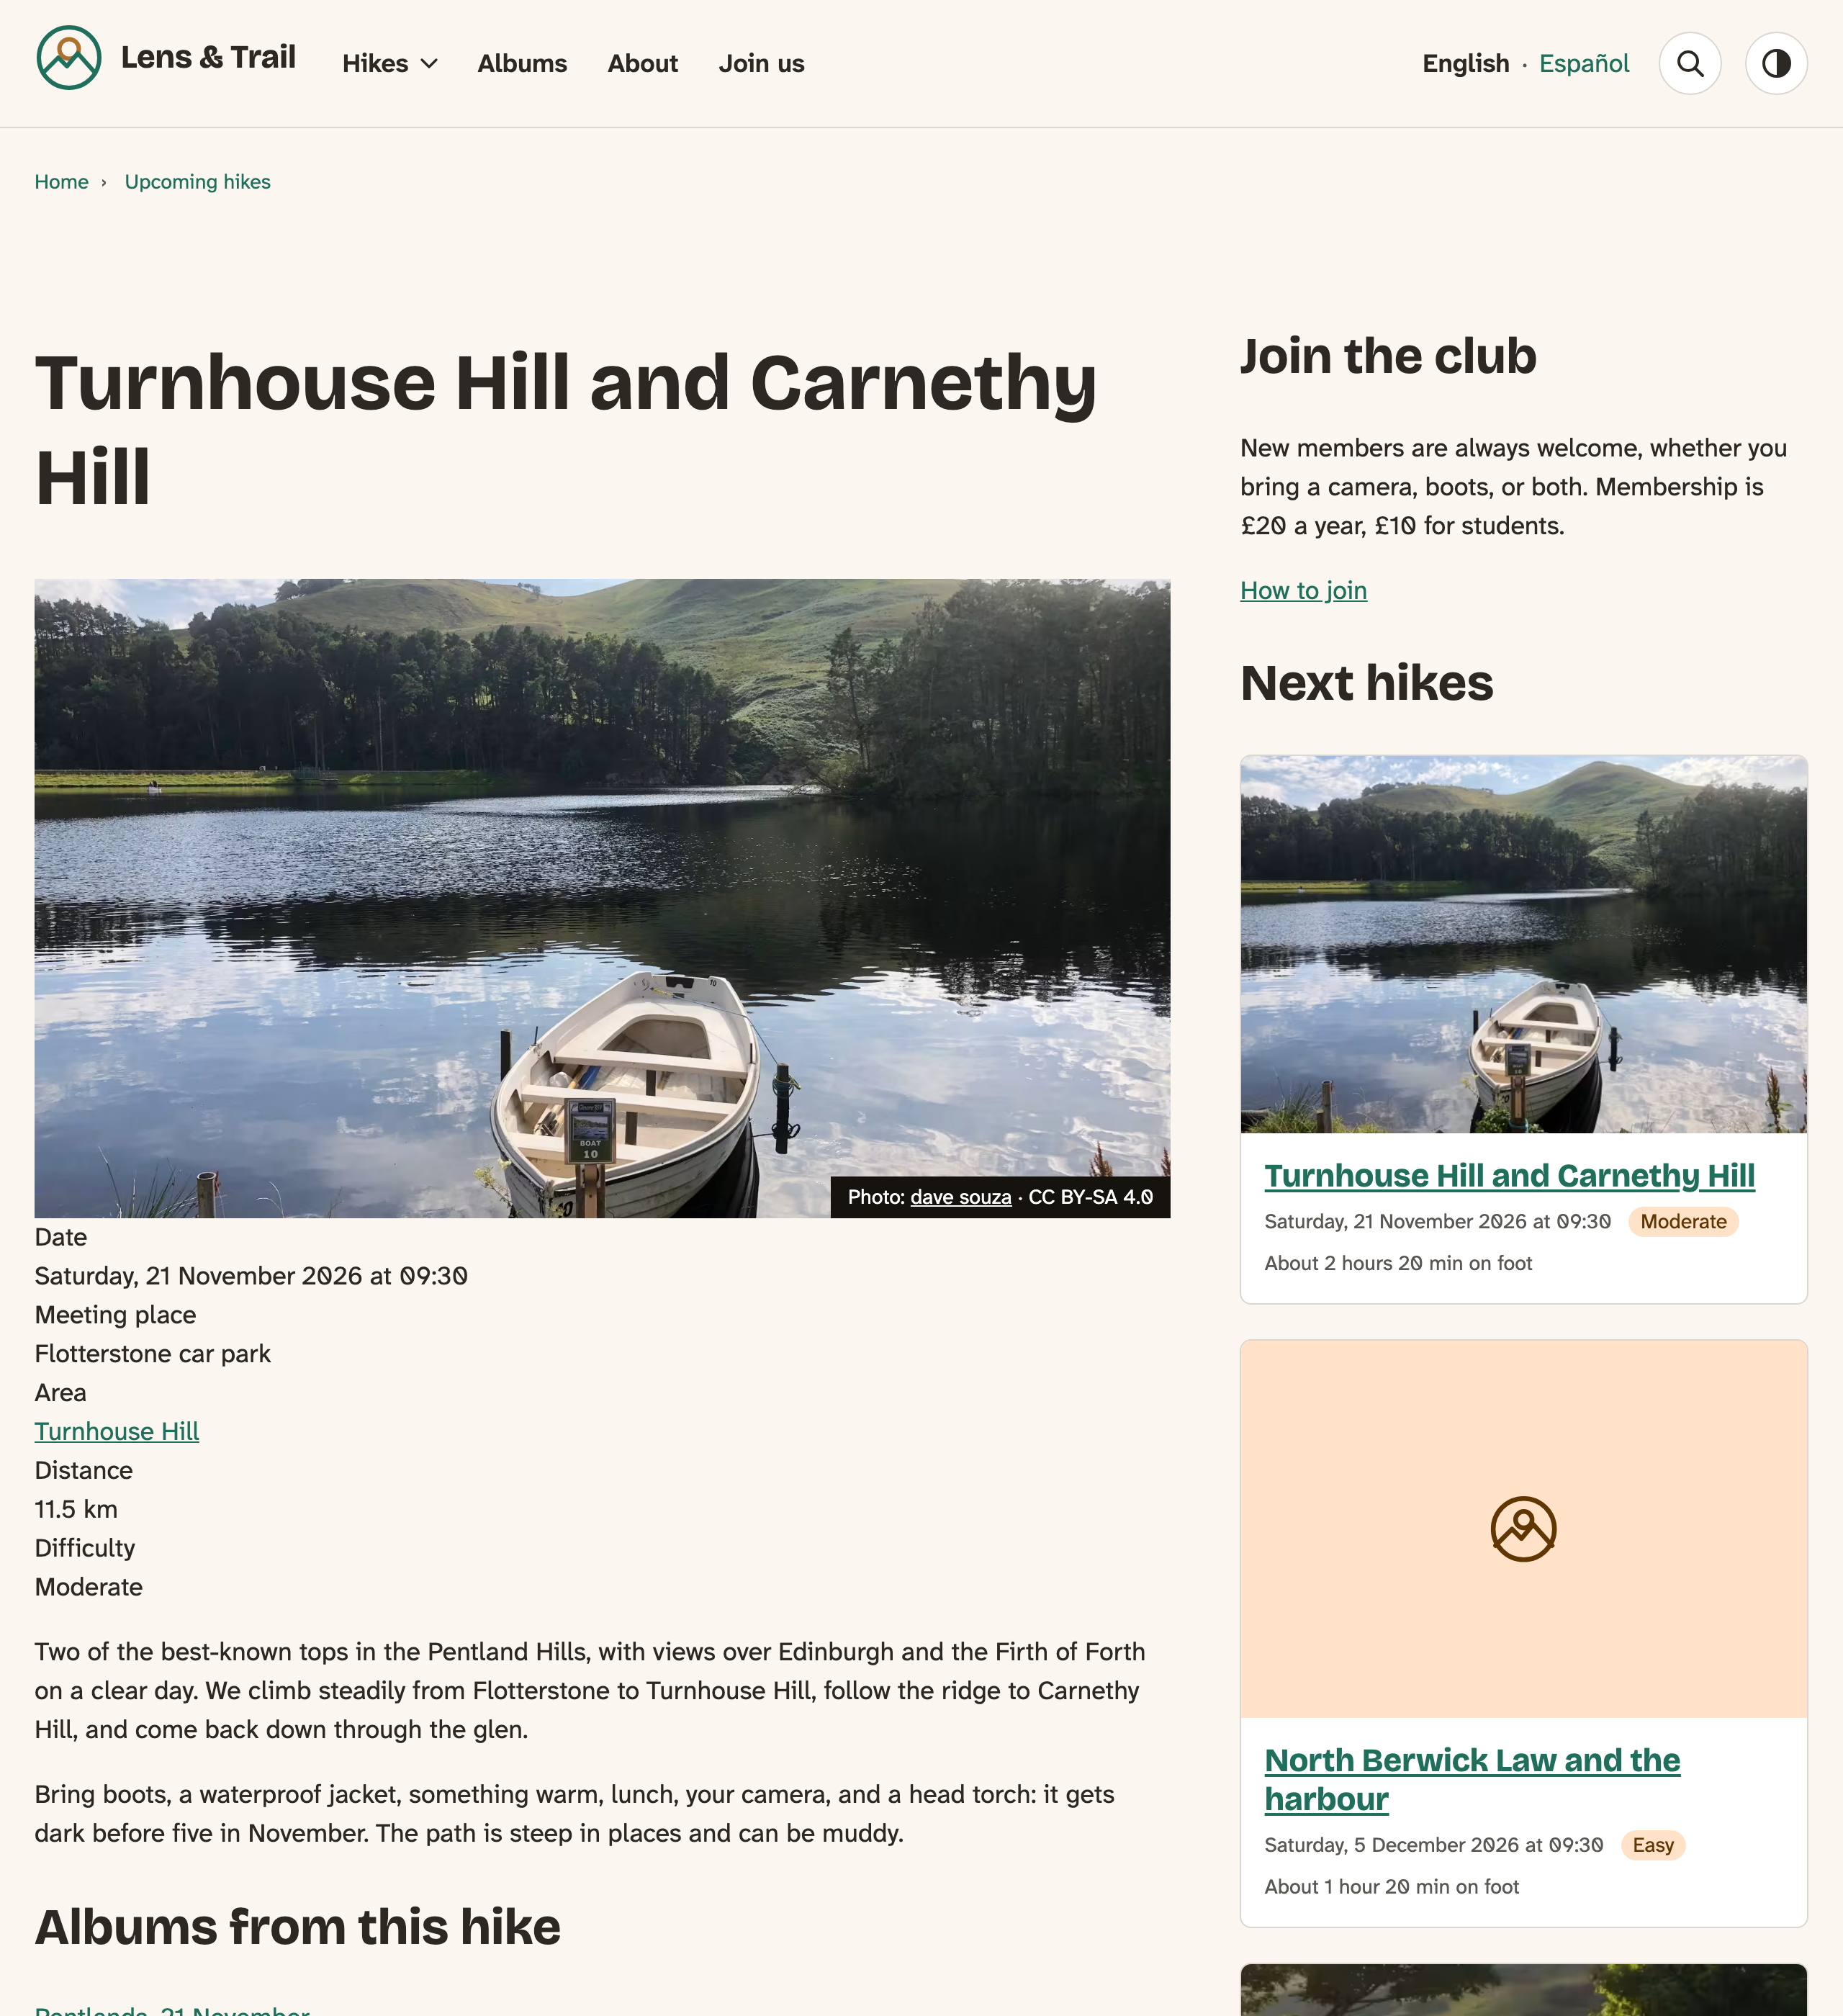 Lens & Trail
Hikes
Albums
About
Join us
English · Español
Home › Upcoming hikes
Turnhouse Hill and Carnethy
Hill
BOAT
10
10
Photo: dave souza · CC BY-SA 4.0
Date
Saturday, 21 November 2026 at 09:30
Meeting place
Flotterstone car park
Area
Turnhouse Hill
Distance
11.5 km
Difficulty
Moderate
Two of the best-known tops in the Pentland Hills, with views over Edinburgh and the Firth of Forth
on a clear day. We climb steadily from Flotterstone to Turnhouse Hill, follow the ridge to Carnethy
Hill, and come back down through the glen.
Bring boots, a waterproof jacket, something warm, lunch, your camera, and a head torch: it gets
dark before five in November. The path is steep in places and can be muddy.
Albums from this hike
Pentlands, 21 November
Join the club
New members are always welcome, whether you
bring a camera, boots, or both. Membership is
£20 a year, £10 for students.
How to join
Next hikes
Turnhouse Hill and Carnethy Hill
Saturday, 21 November 2026 at 09:30 Moderate
About 2 hours 20 min on foot
North Berwick Law and the
harbour
Saturday, 5 December 2026 at 09:30 Easy
About 1 hour 20 min on foot